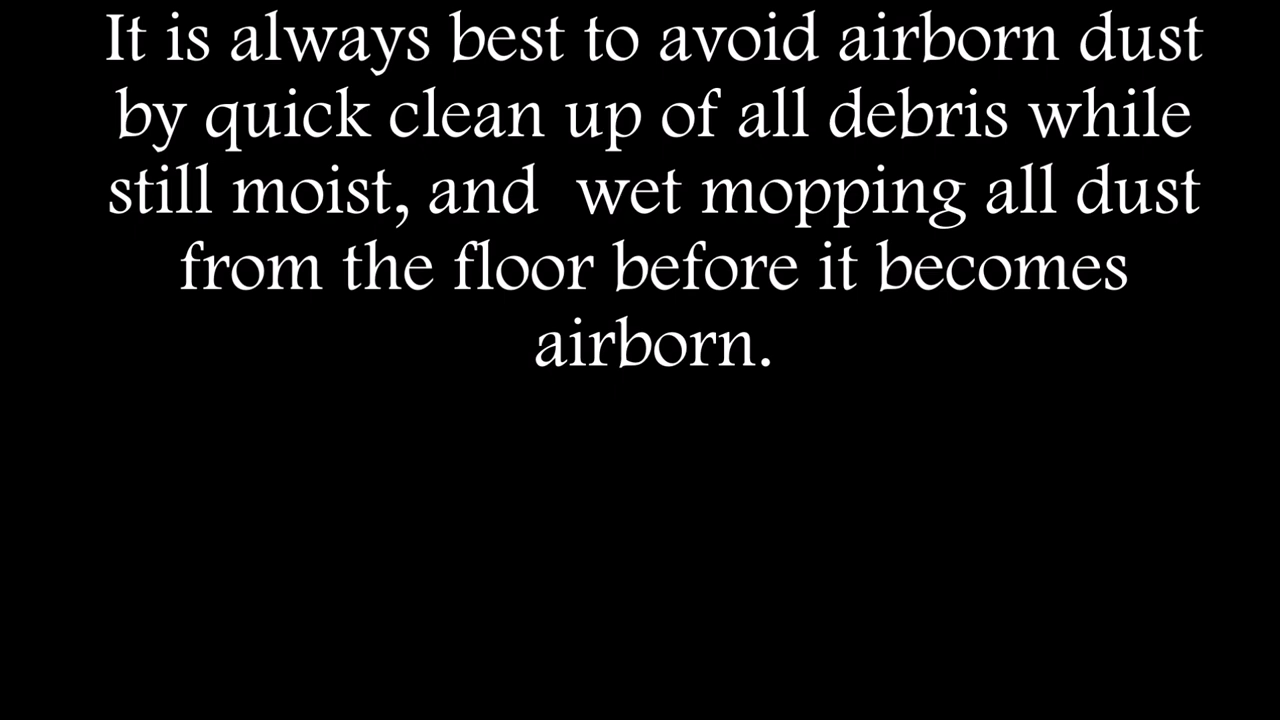 It is always best to avoid airborn dust
by quick clean up of all debris while
still moist, and  wet mopping all dust
from the floor before it becomes
airborn.